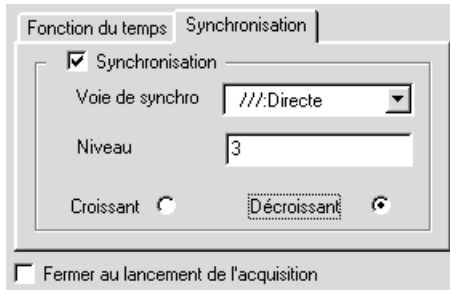 Fonction du temps Synchronisation
Synchronisation
Voie de synchro ///:Directe
Niveau 3
Croissant Décroissant
Fermer au lancement de l'acquisition